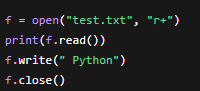 f = open("test.txt", "r+")
print(f.read())
f.write(" Python")
f.close()